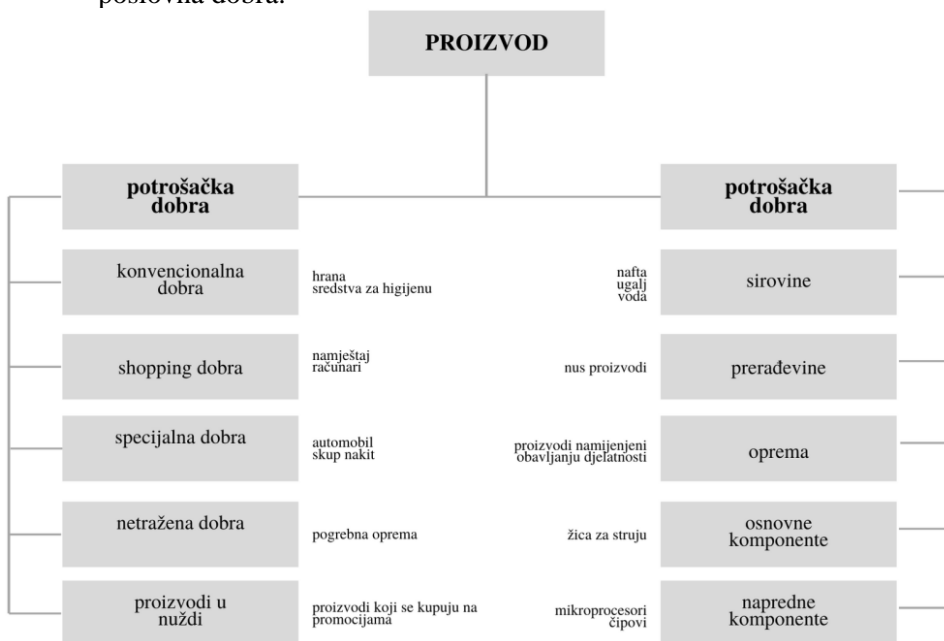 poslovna dobra.
PROIZVOD
potrošačka
dobra
konvencionalna
dobra
hrana
sredstva za higijenu
shopping dobra
namještaj
računari
specijalna dobra
automobil
skup nakit
netražena dobra
pogrebna oprema
proizvodi u
nuždi
proizvodi koji se kupuju na
promocijama
potrošačka
dobra
nafta
ugalj
voda
sirovine
nus proizvodi
prerađevine
proizvodi namijenjeni
obavljanju djelatnosti
oprema
žica za struju
osnovne
komponente
mikroprocesori
čipovi
napredne
komponente